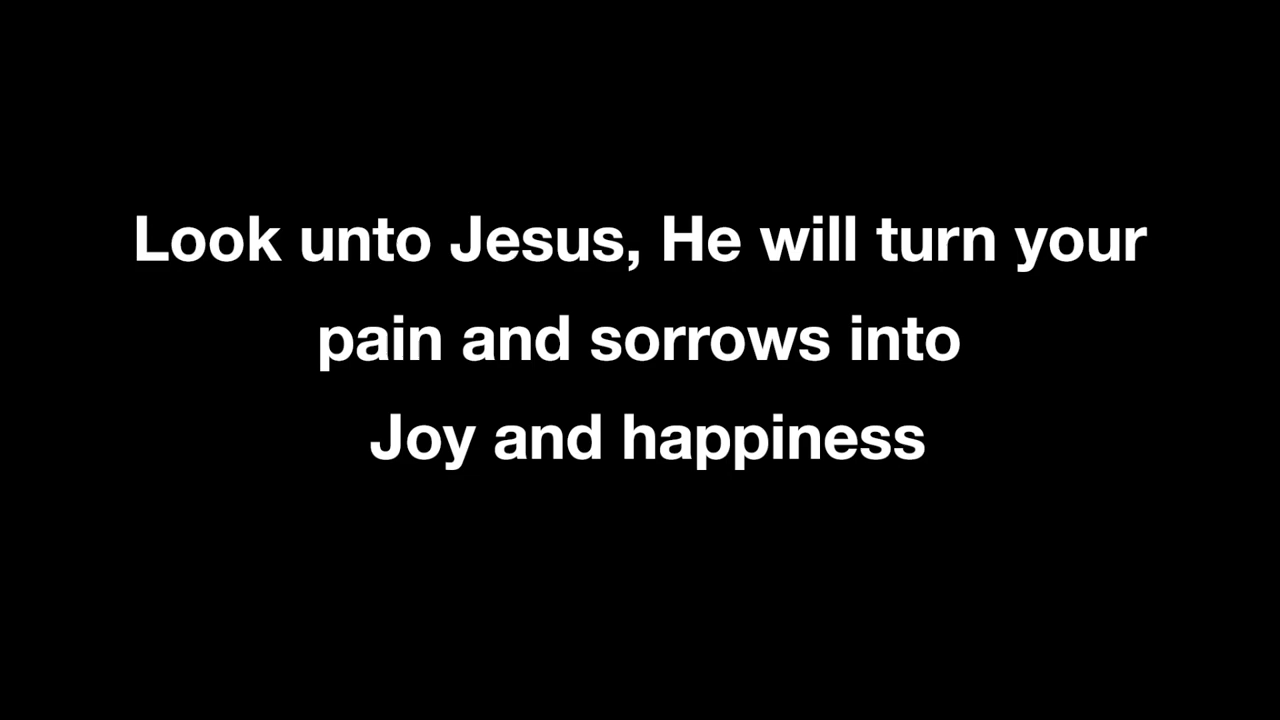 Look unto Jesus, He will turn your
pain and sorrows into
Joy and happiness